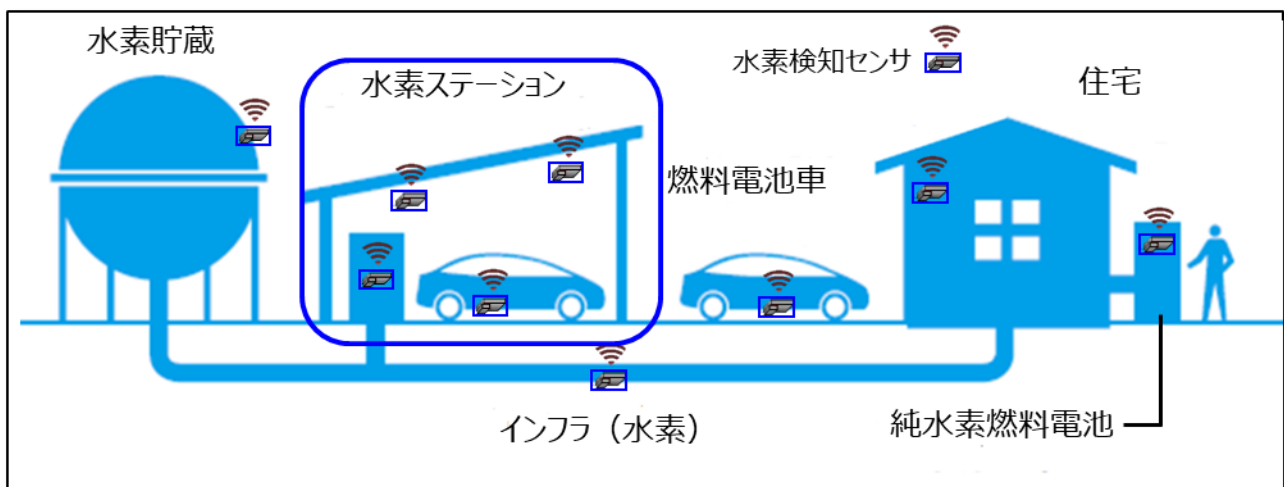 水素貯蔵
水素ステーション
水素検知センサ
住宅
燃料電池車
インフラ（水素）
純水素燃料電池